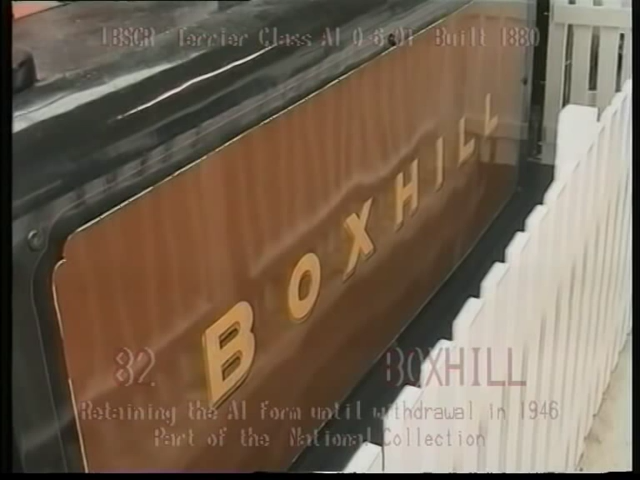 LBSCR Terrier Class A1 0-6-0T Built 1880
BOXHILL
82 BOXHILL
Retaining the A1 form until withdrawal in 1946
Part of the National Collection